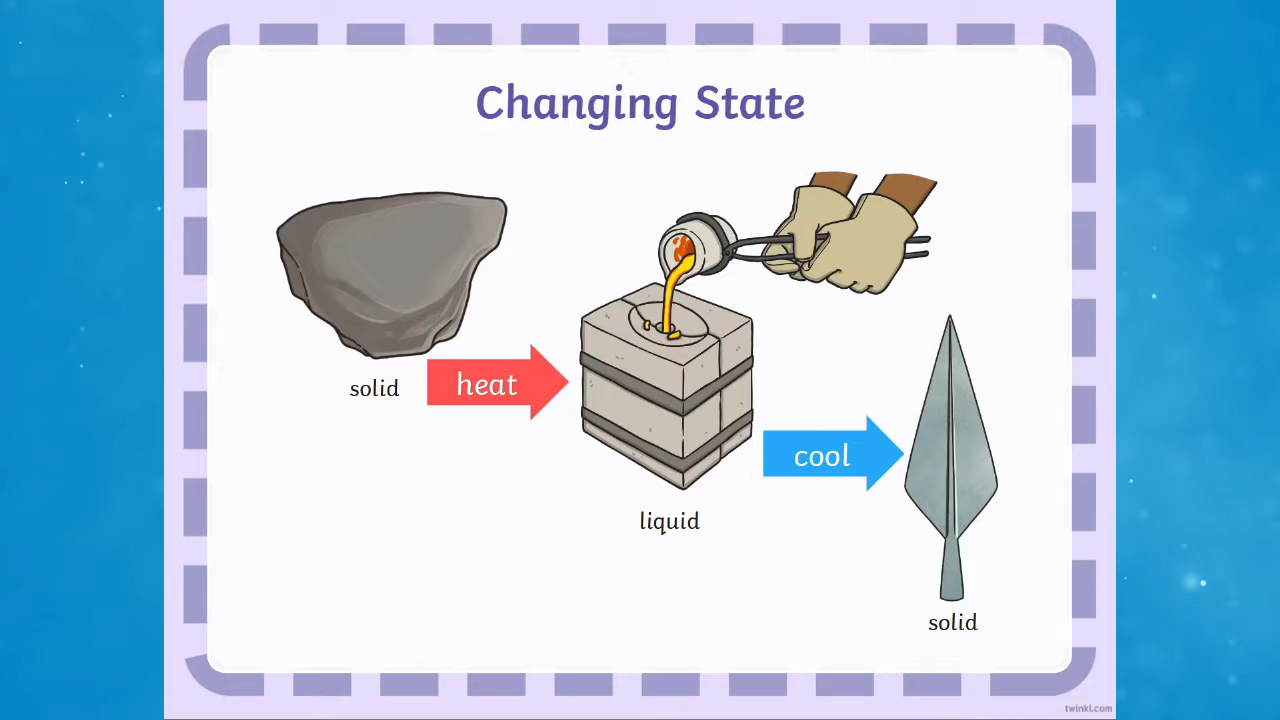 Changing State
solid
heat
liquid
cool
solid
twinkl.com